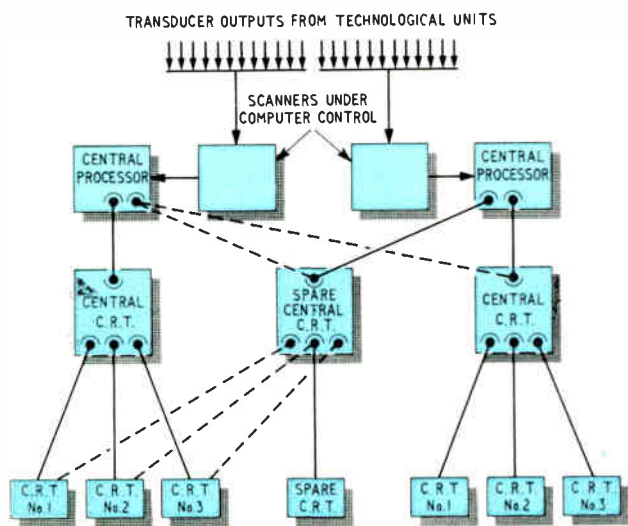 TRANSDUCER OUTPUTS FROM TECHNOLOGICAL UNITS
SCANNERS UNDER
COMPUTER CONTROL
CENTRAL
PROCESSOR
CENTRAL
PROCESSOR
CENTRAL
C.R.T.
SPARE
CENTRAL
C.R.T.
CENTRAL
C.R.T.
C.R.T.
No.1
C.R.T.
No.2
C.R.T.
No.3
SPARE
C.R.T.
C.R.T.
No.1
C.R.T.
No.2
C.R.T.
No.3